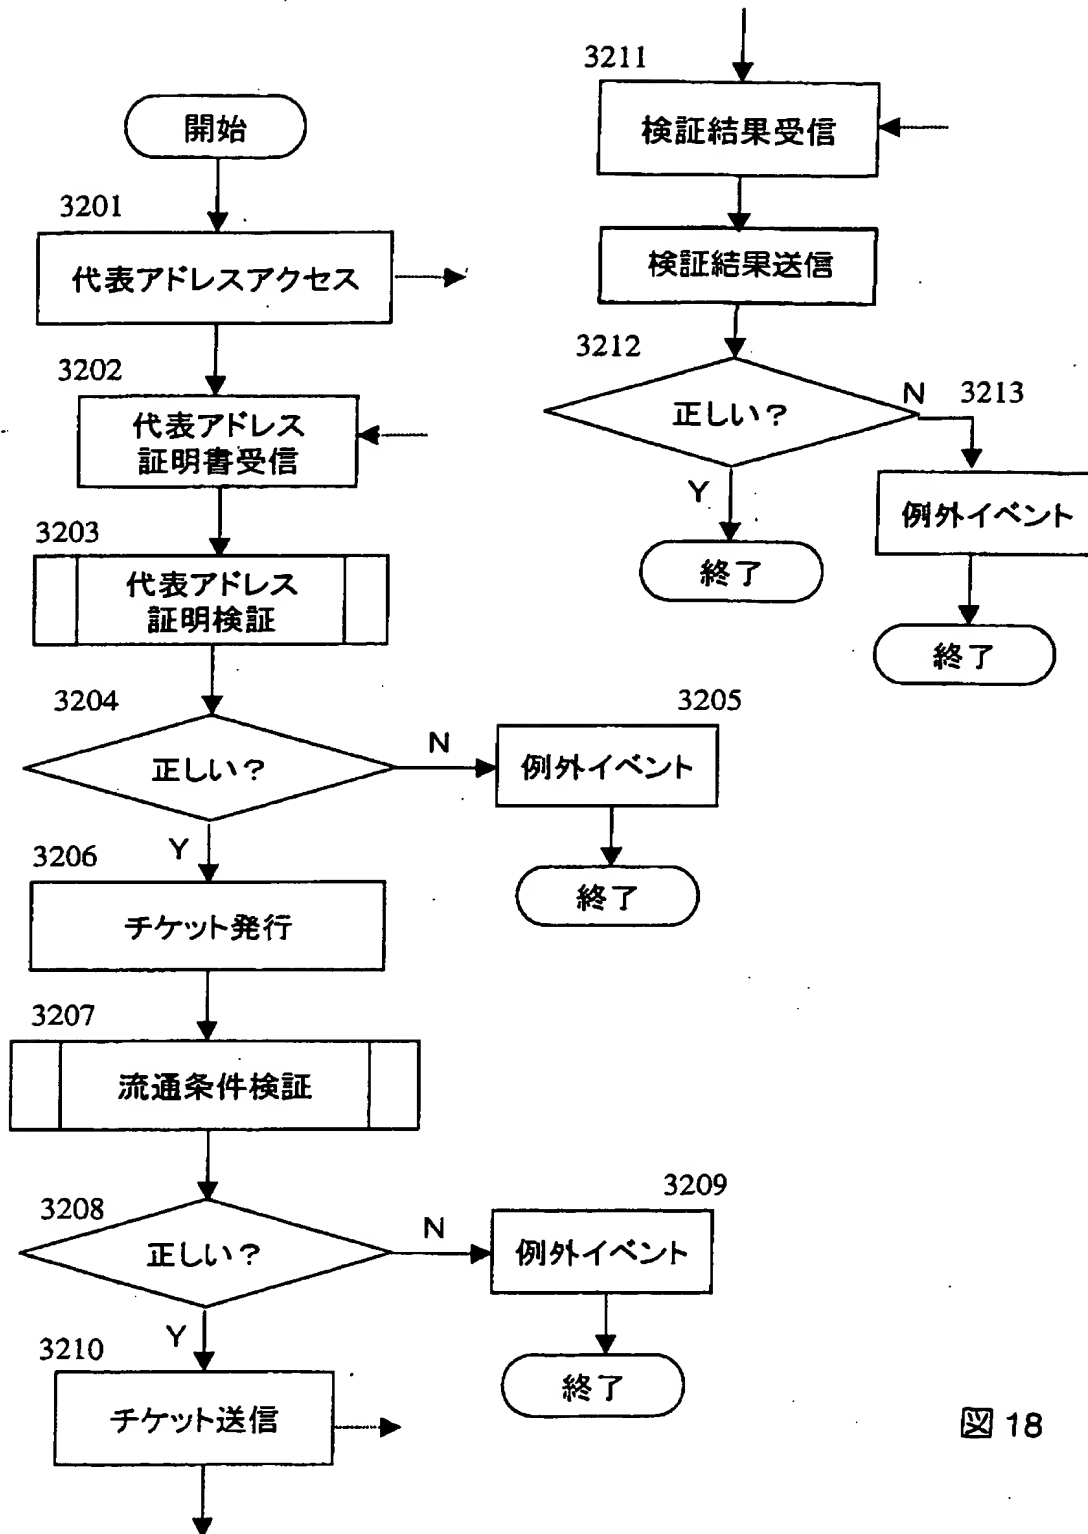 開始
3201
代表アドレスアクセス
3202
代表アドレス
証明書受信
3203
代表アドレス
証明検証
3204
正しい?
N
3205
例外イベント
終了
Y
3206
チケット発行
3207
流通条件検証
3208
正しい?
N
3209
例外イベント
終了
Y
3210
チケット送信
3211
検証結果受信
検証結果送信
3212
正しい?
N
3213
例外イベント
終了
Y
終了
図 18